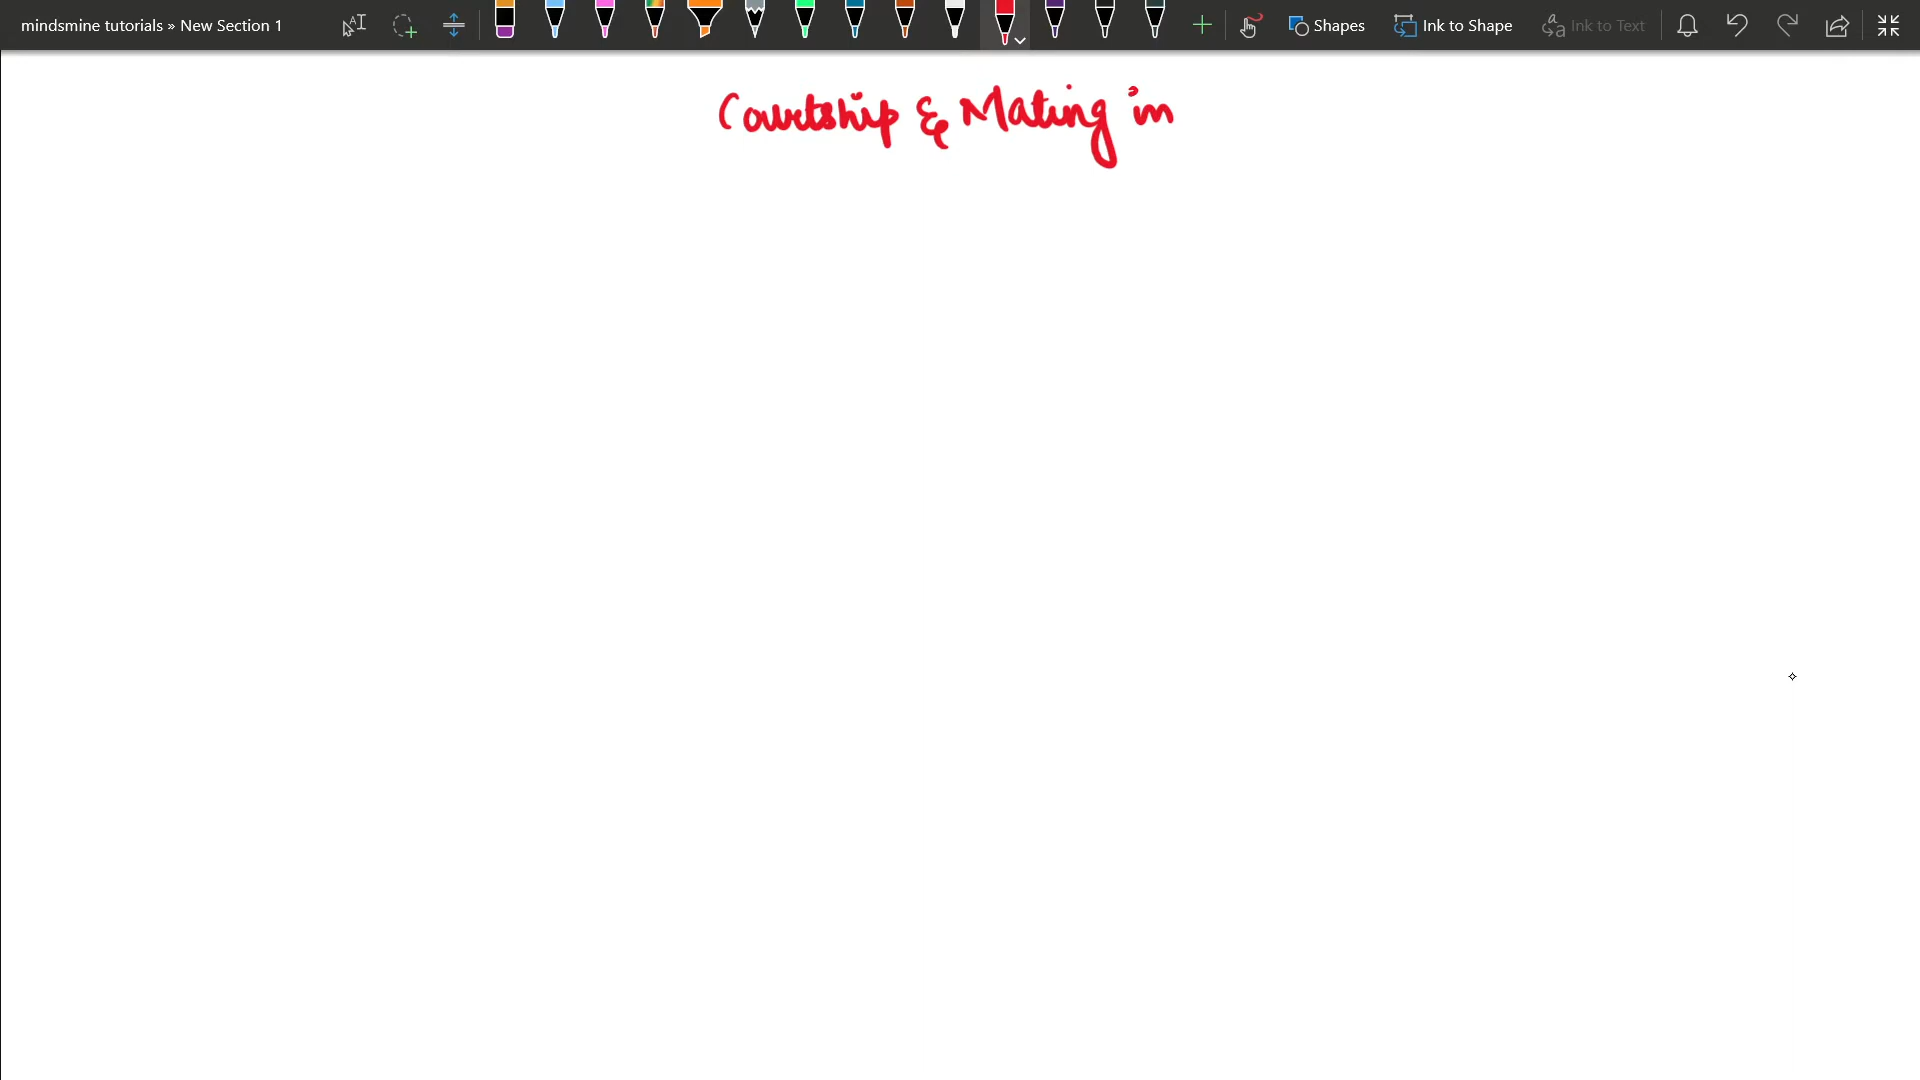 mindsmine tutorials » New Section 1 Shapes Ink to Shape Ink to Text
Courtship & Mating in